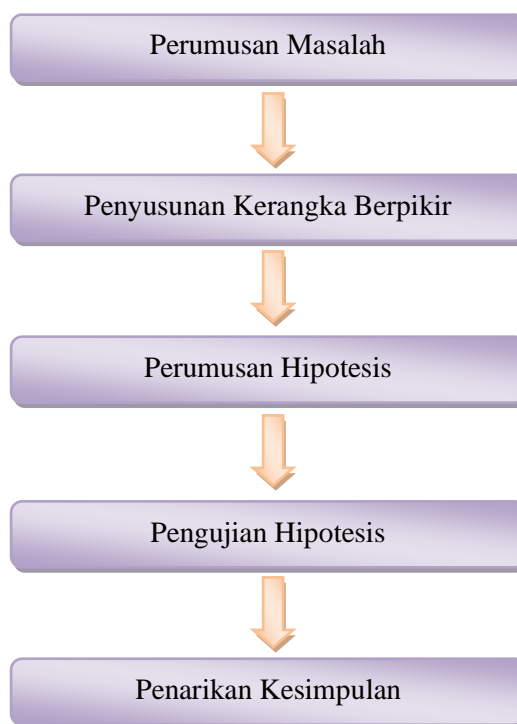 Perumusan Masalah
Penyusunan Kerangka Berpikir
Perumusan Hipotesis
Pengujian Hipotesis
Penarikan Kesimpulan